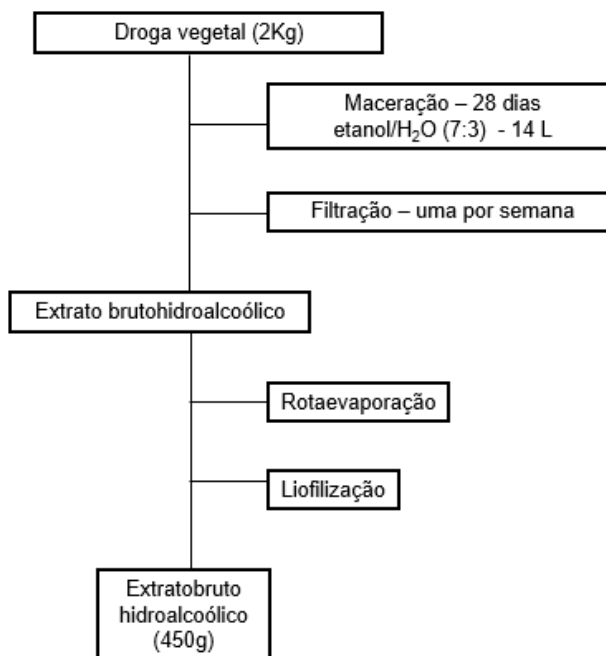 Droga vegetal (2Kg)
Maceração – 28 dias
etanol/H₂O (7:3)  - 14 L
Filtração – uma por semana
Extrato brutohidroalcoólico
Rotaevaporação
Liofilização
Extratobruto
hidroalcoólico
(450g)